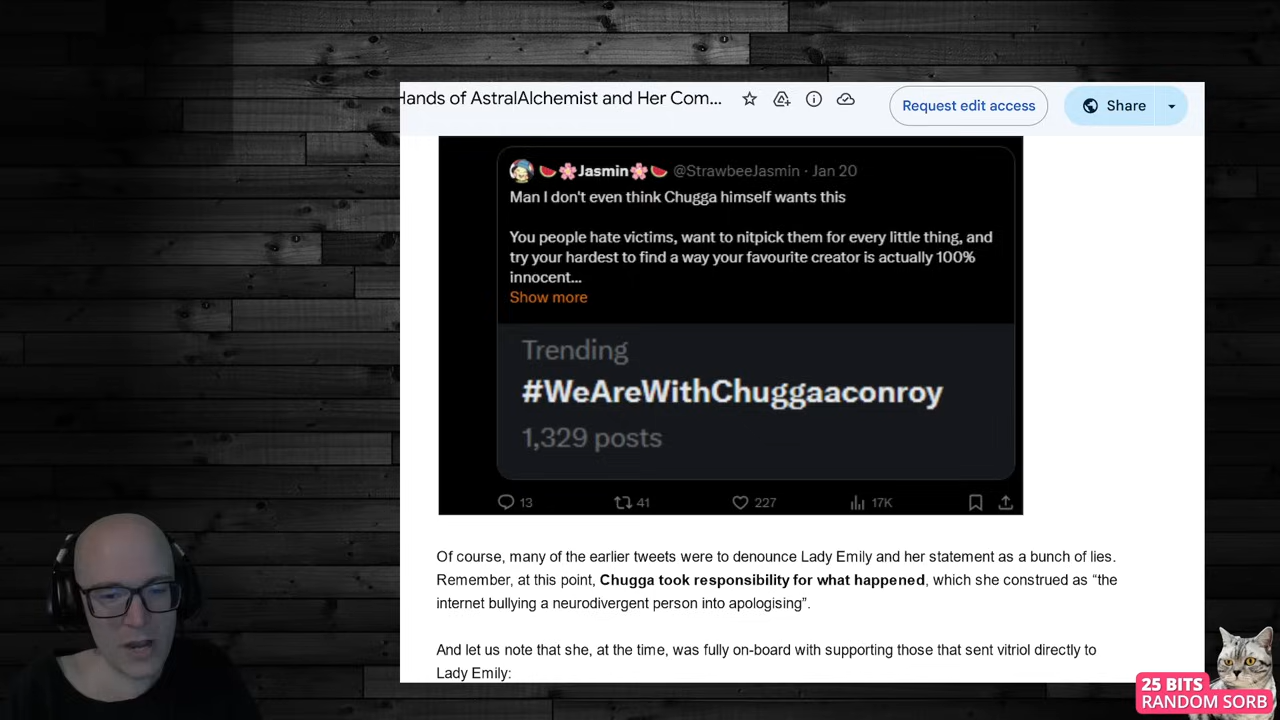 Hands of AstralAlchemist and Her Com...
Request edit access
Share
🍉🌸Jasmin🌸🍉 @StrawbeeJasmin · Jan 20
Man I don't even think Chugga himself wants this
You people hate victims, want to nitpick them for every little thing, and
try your hardest to find a way your favourite creator is actually 100%
innocent...
Show more
Trending
#WeAreWithChuggaaconroy
1,329 posts
13 41 227 17K
Of course, many of the earlier tweets were to denounce Lady Emily and her statement as a bunch of lies.
Remember, at this point, Chugga took responsibility for what happened, which she construed as “the
internet bullying a neurodivergent person into apologising”.
And let us note that she, at the time, was fully on-board with supporting those that sent vitriol directly to
Lady Emily:
25 BITS
RANDOM SORB